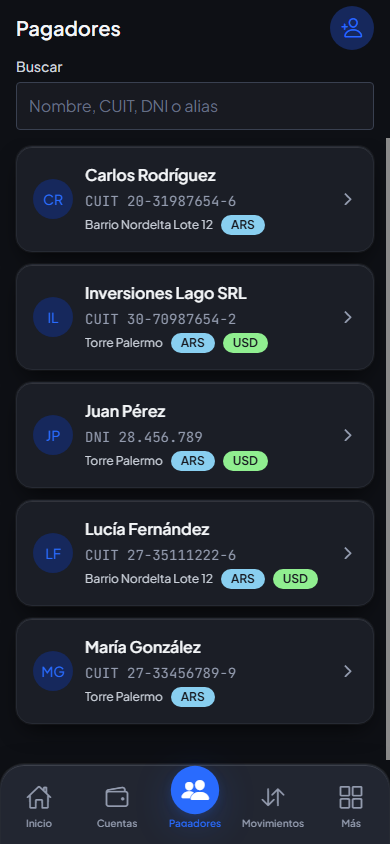 Pagadores
Buscar
Nombre, CUIT, DNI o alias
CR
Carlos Rodríguez
CUIT 20-31987654-6
Barrio Nordelta Lote 12 ARS
IL
Inversiones Lago SRL
CUIT 30-70987654-2
Torre Palermo ARS USD
JP
Juan Pérez
DNI 28.456.789
Torre Palermo ARS USD
LF
Lucía Fernández
CUIT 27-35111222-6
Barrio Nordelta Lote 12 ARS USD
MG
María González
CUIT 27-33456789-9
Torre Palermo ARS
Inicio Cuentas Pagadores Movimientos Más